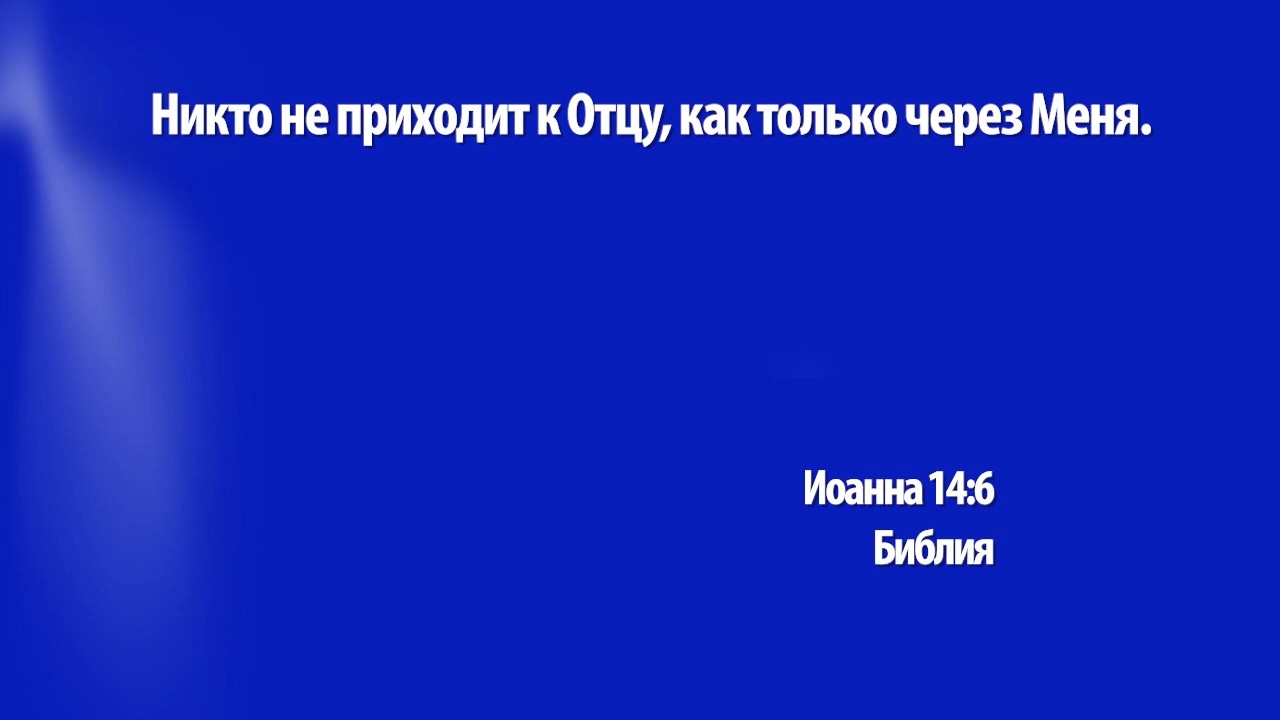 Никто не приходит к Отцу, как только через Меня.
Иоанна 14:6
Библия